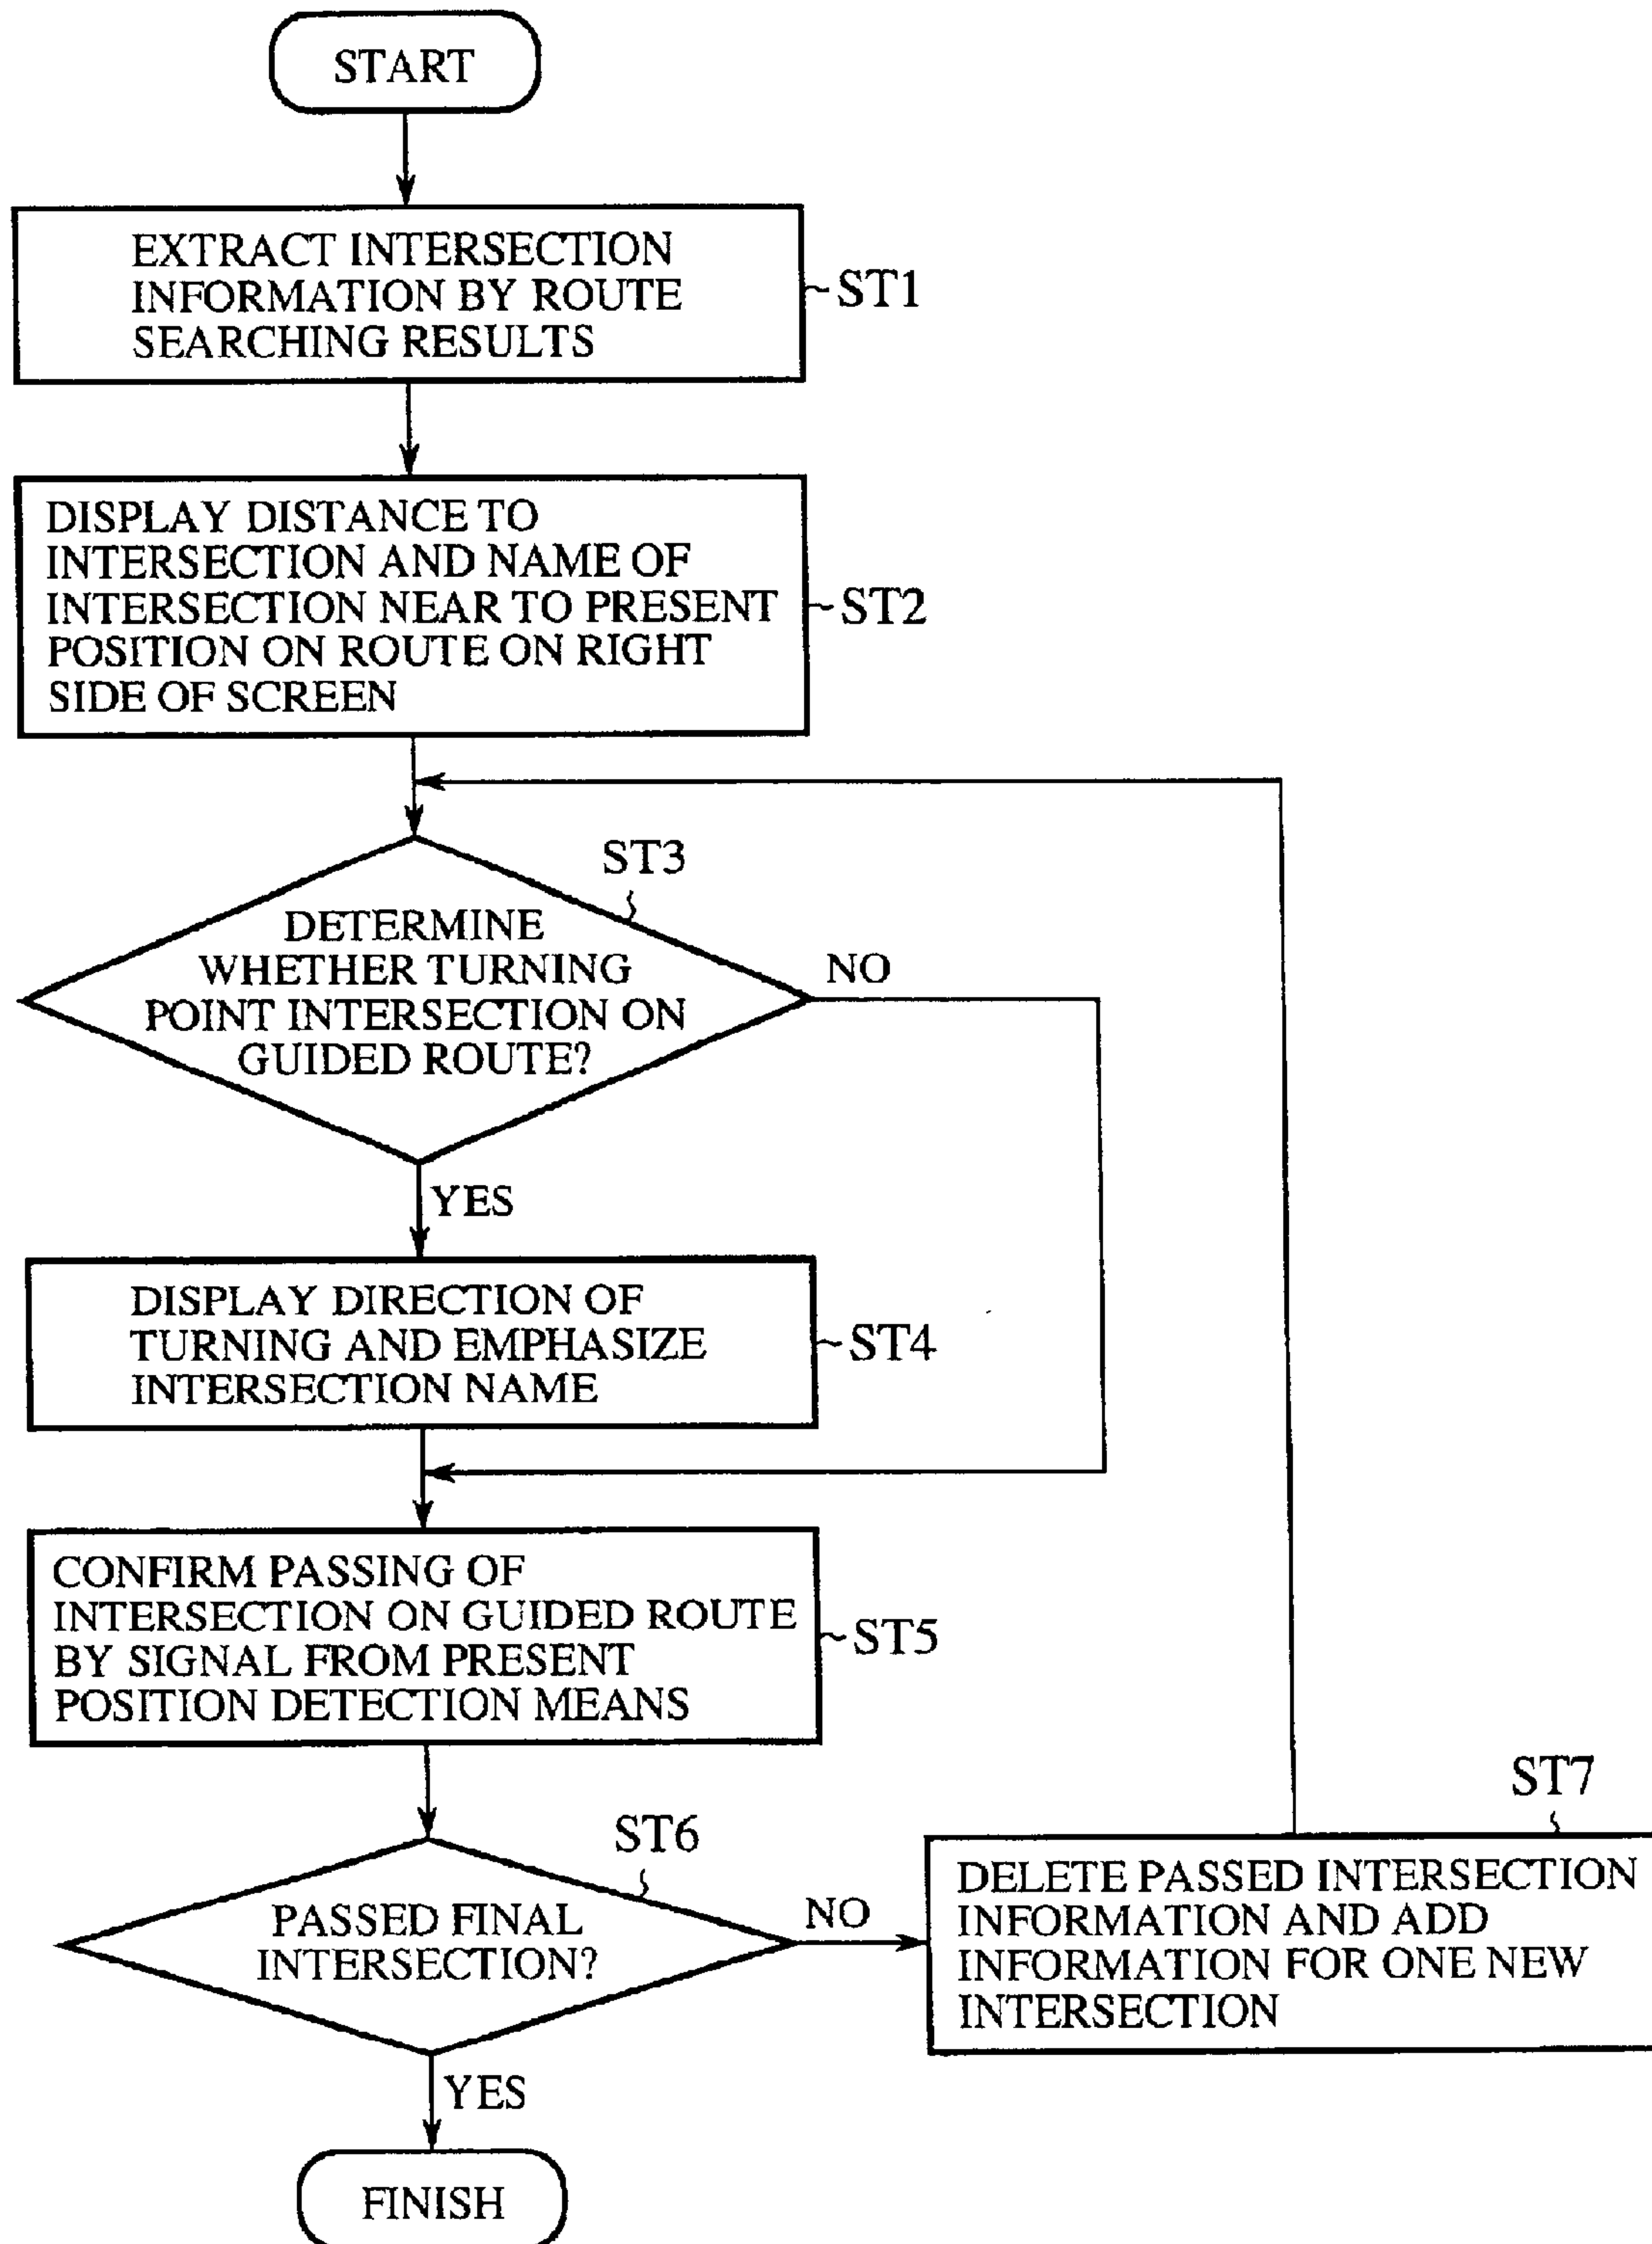 START
EXTRACT INTERSECTION
INFORMATION BY ROUTE
SEARCHING RESULTS
ST1
DISPLAY DISTANCE TO
INTERSECTION AND NAME OF
INTERSECTION NEAR TO PRESENT
POSITION ON ROUTE ON RIGHT
SIDE OF SCREEN
ST2
ST3
DETERMINE
WHETHER TURNING
POINT INTERSECTION ON
GUIDED ROUTE?
NO
YES
DISPLAY DIRECTION OF
TURNING AND EMPHASIZE
INTERSECTION NAME
ST4
CONFIRM PASSING OF
INTERSECTION ON GUIDED ROUTE
BY SIGNAL FROM PRESENT
POSITION DETECTION MEANS
ST5
ST6
PASSED FINAL
INTERSECTION?
NO
ST7
DELETE PASSED INTERSECTION
INFORMATION AND ADD
INFORMATION FOR ONE NEW
INTERSECTION
YES
FINISH